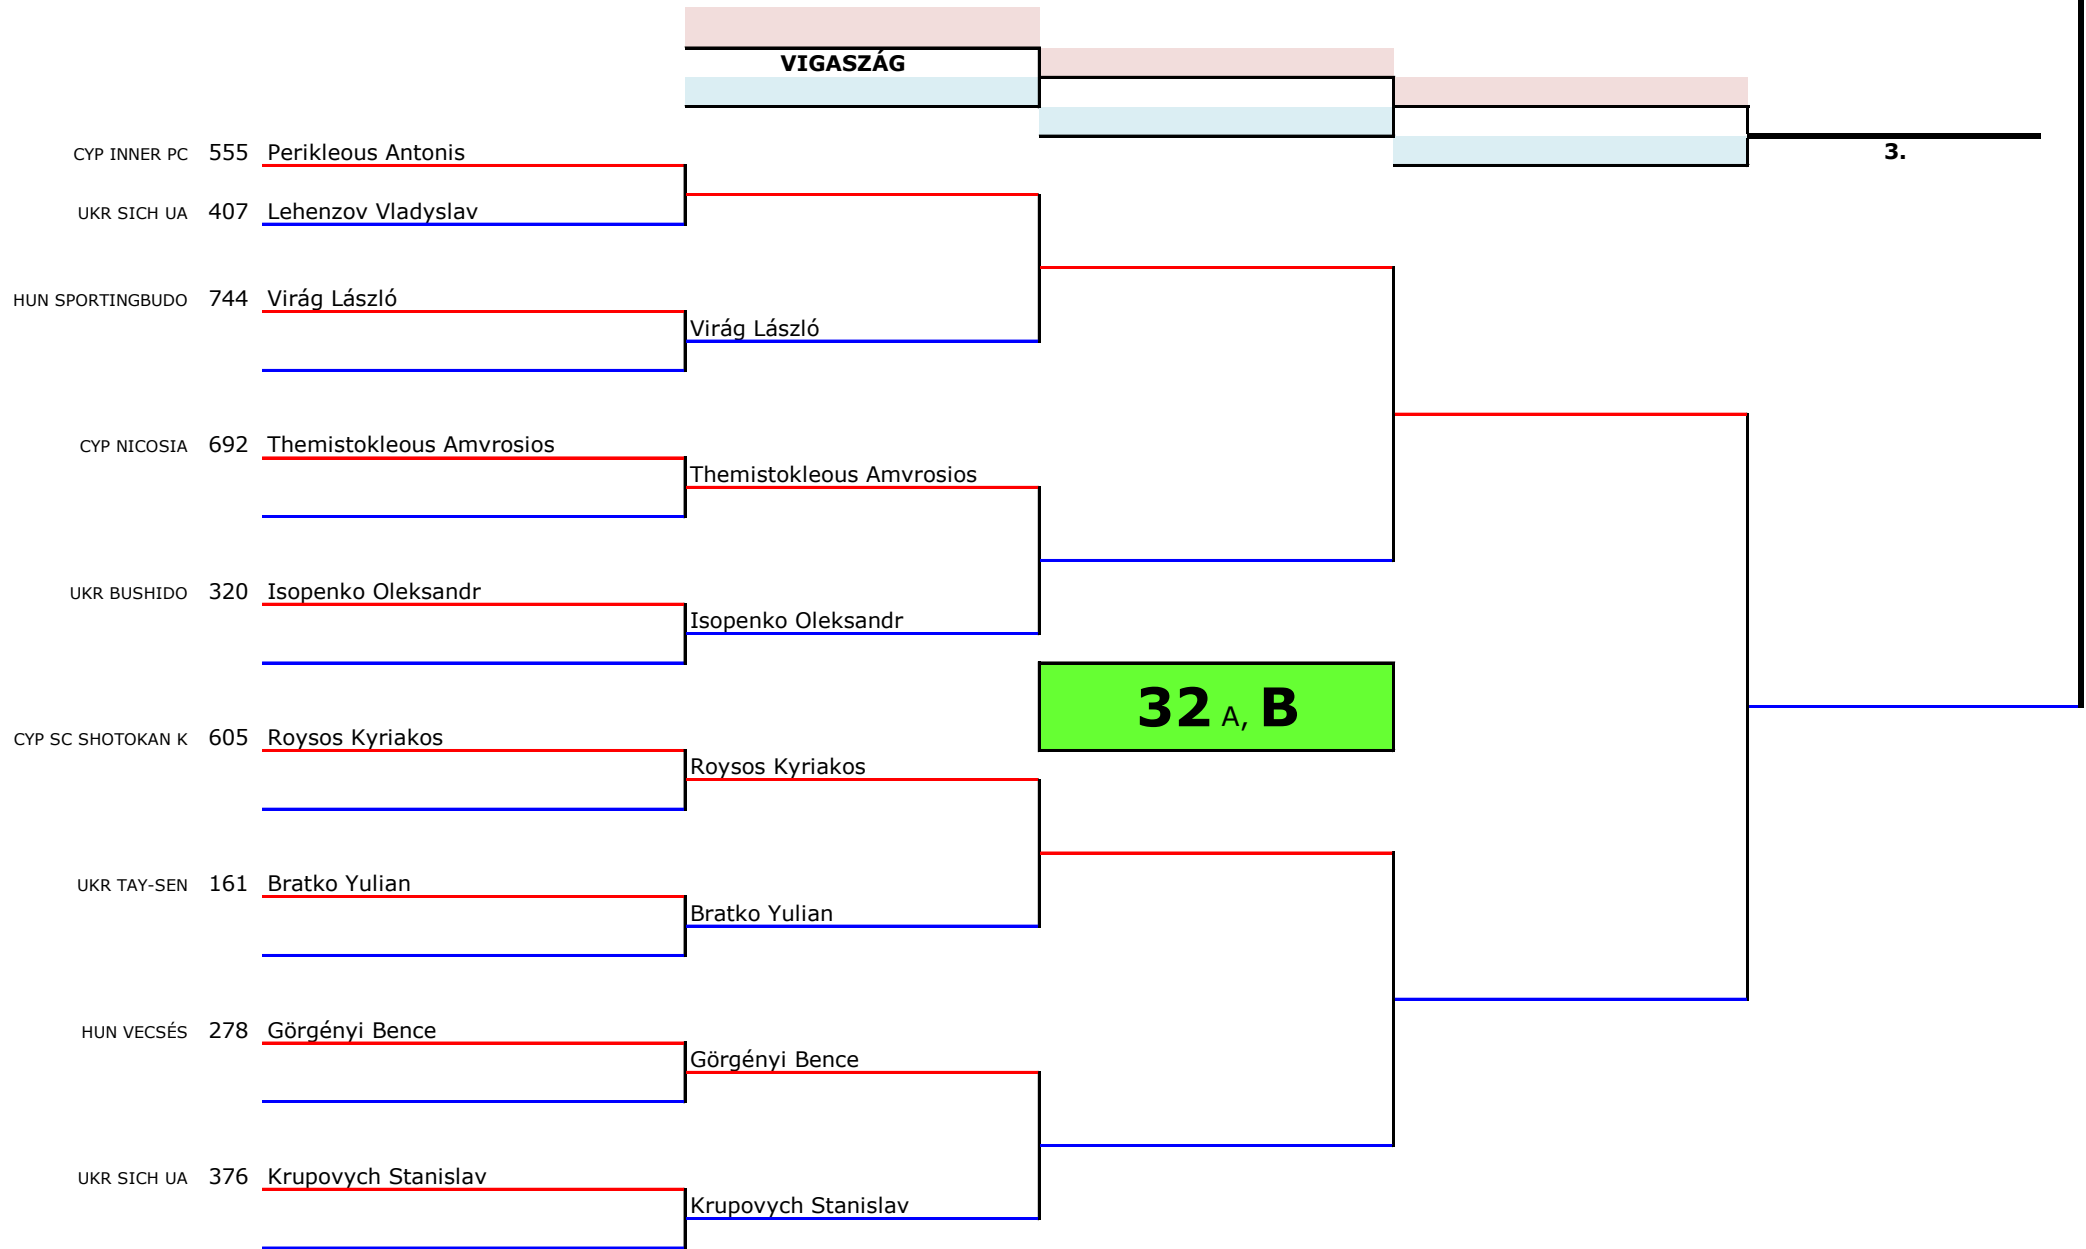 VIGASZÁG
3.
CYP INNER PC 555 Perikleous Antonis
UKR SICH UA 407 Lehenzov Vladyslav
HUN SPORTINGBUDO 744 Virág László
Virág László
CYP NICOSIA 692 Themistokleous Amvrosios
Themistokleous Amvrosios
UKR BUSHIDO 320 Isopenko Oleksandr
Isopenko Oleksandr
32 A, B
CYP SC SHOTOKAN K 605 Roysos Kyriakos
Roysos Kyriakos
UKR TAY-SEN 161 Bratko Yulian
Bratko Yulian
HUN VECSÉS 278 Görgényi Bence
Görgényi Bence
UKR SICH UA 376 Krupovych Stanislav
Krupovych Stanislav